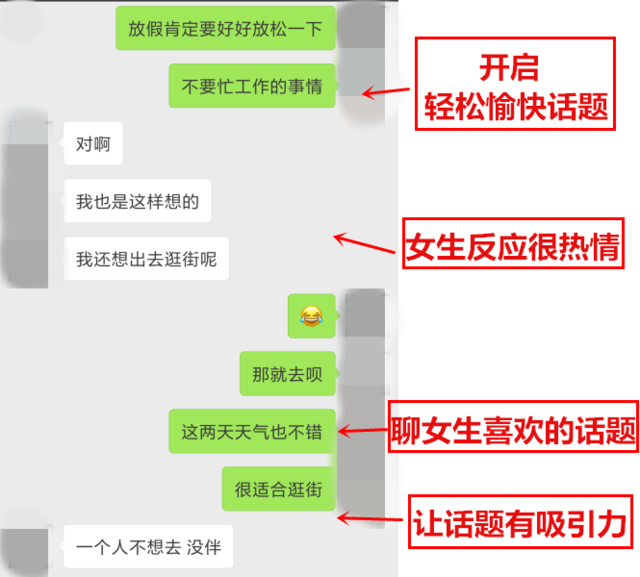 放假肯定要好好放松一下
不要忙工作的事情
开启
轻松愉快话题
对啊
我也是这样想的
我还想出去逛街呢
女生反应很热情
那就去呗
这两天天气也不错
聊女生喜欢的话题
很适合逛街
让话题有吸引力
一个人不想去 没伴